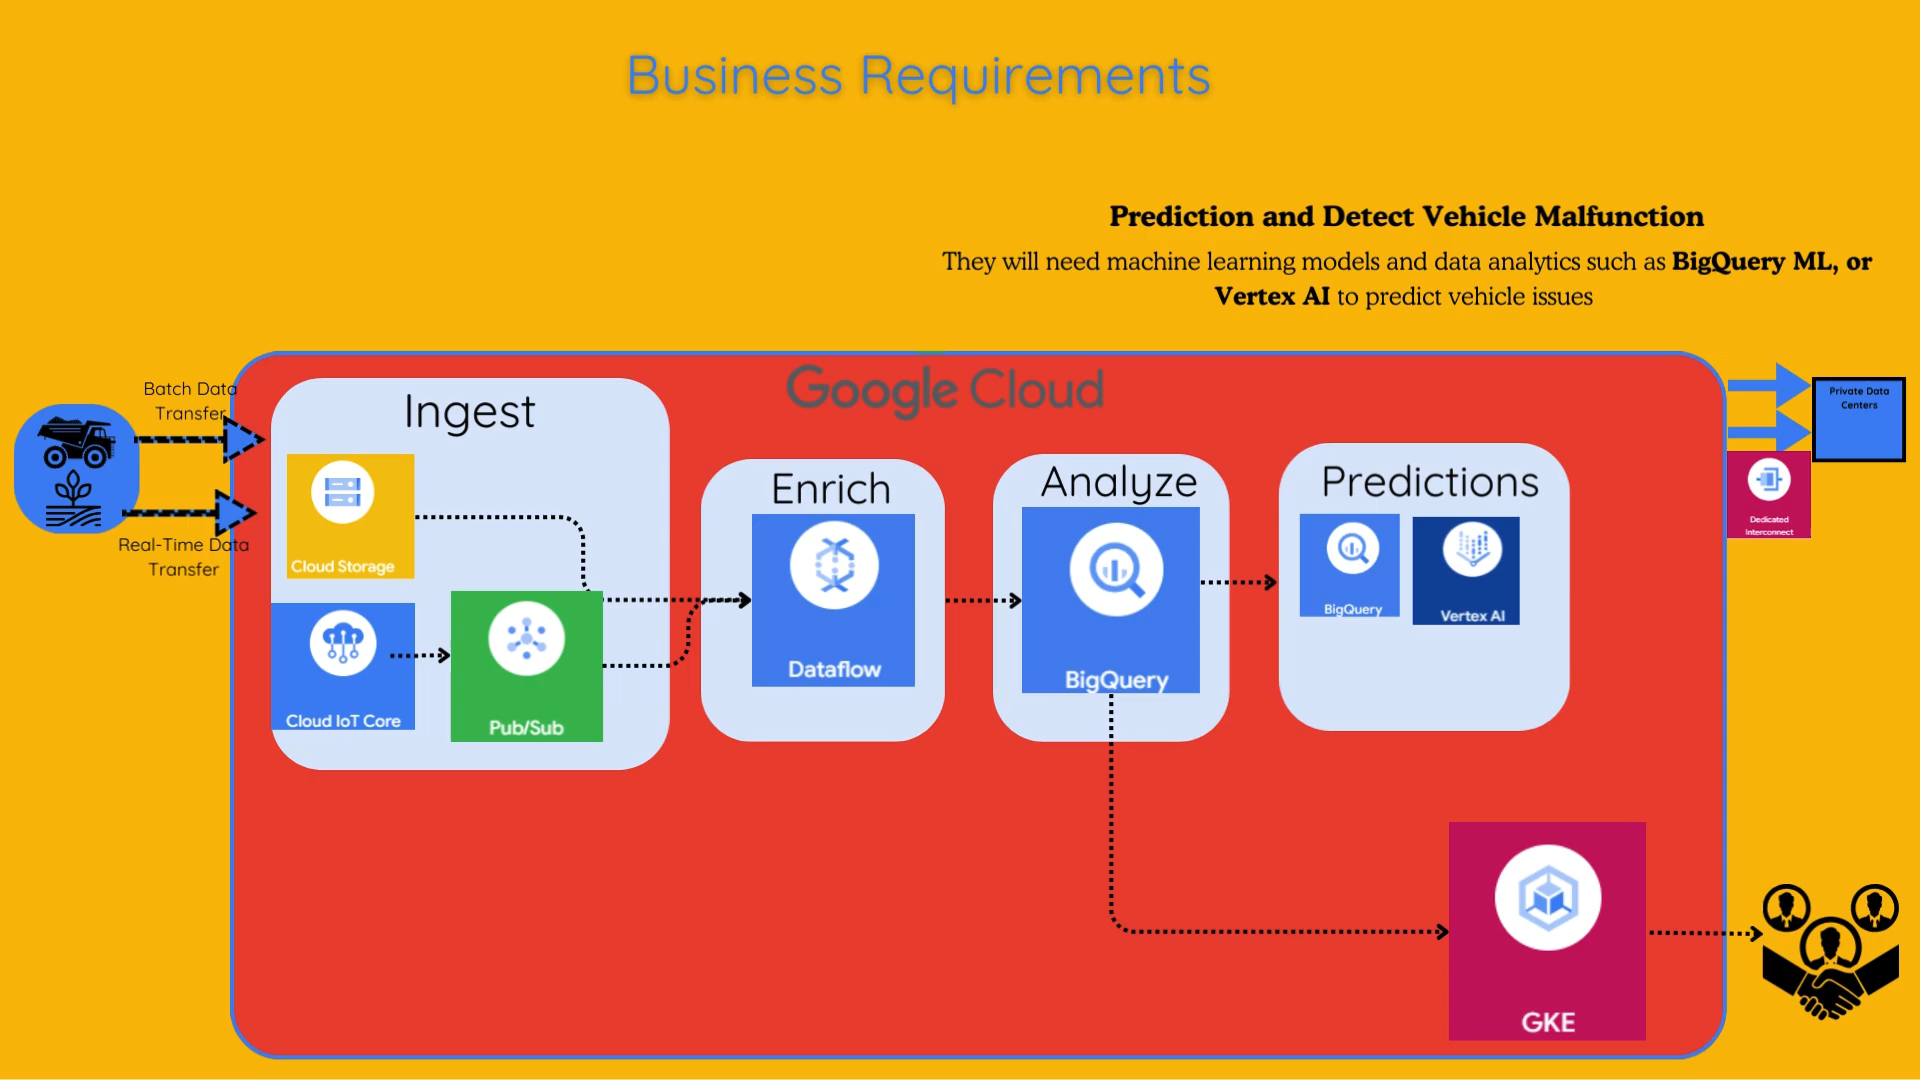 Business Requirements
Prediction and Detect Vehicle Malfunction
They will need machine learning models and data analytics such as BigQuery ML, or
Vertex AI to predict vehicle issues
Google Cloud
Batch Data
Transfer
Real-Time Data
Transfer
Ingest
Cloud Storage
Cloud IoT Core
Pub/Sub
Enrich
Dataflow
Analyze
BigQuery
Predictions
BigQuery
Vertex AI
Private Data
Centers
Dedicated
Interconnect
GKE